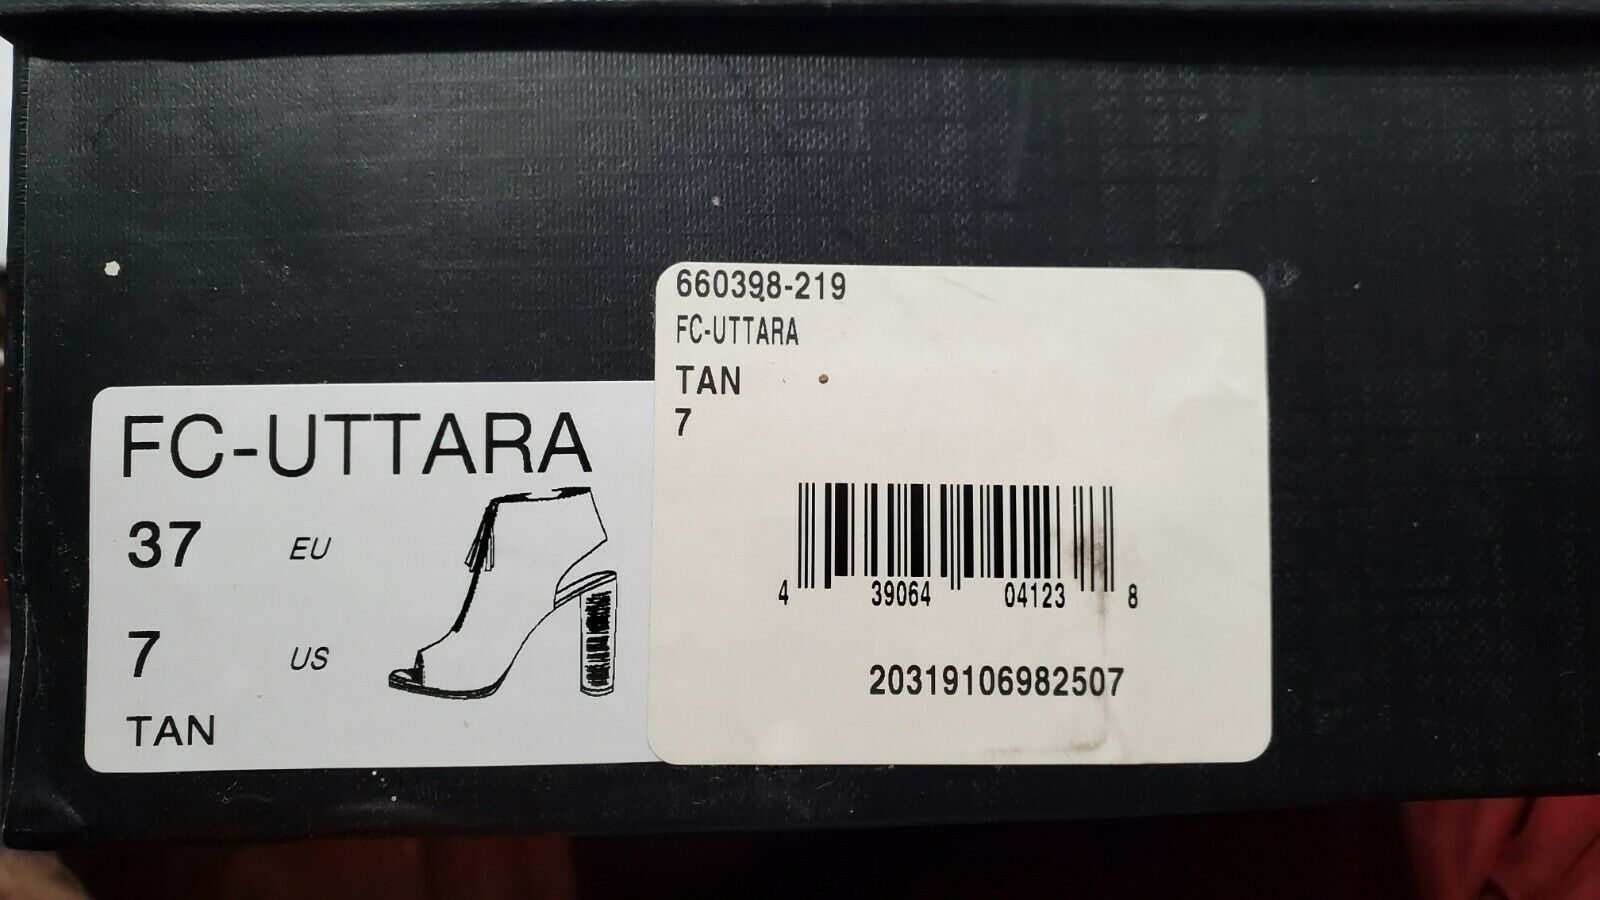 FC-UTTARA
37 EU
7 US
TAN
660398-219
FC-UTTARA
TAN
7
4 39064 04123 8
20319106982507